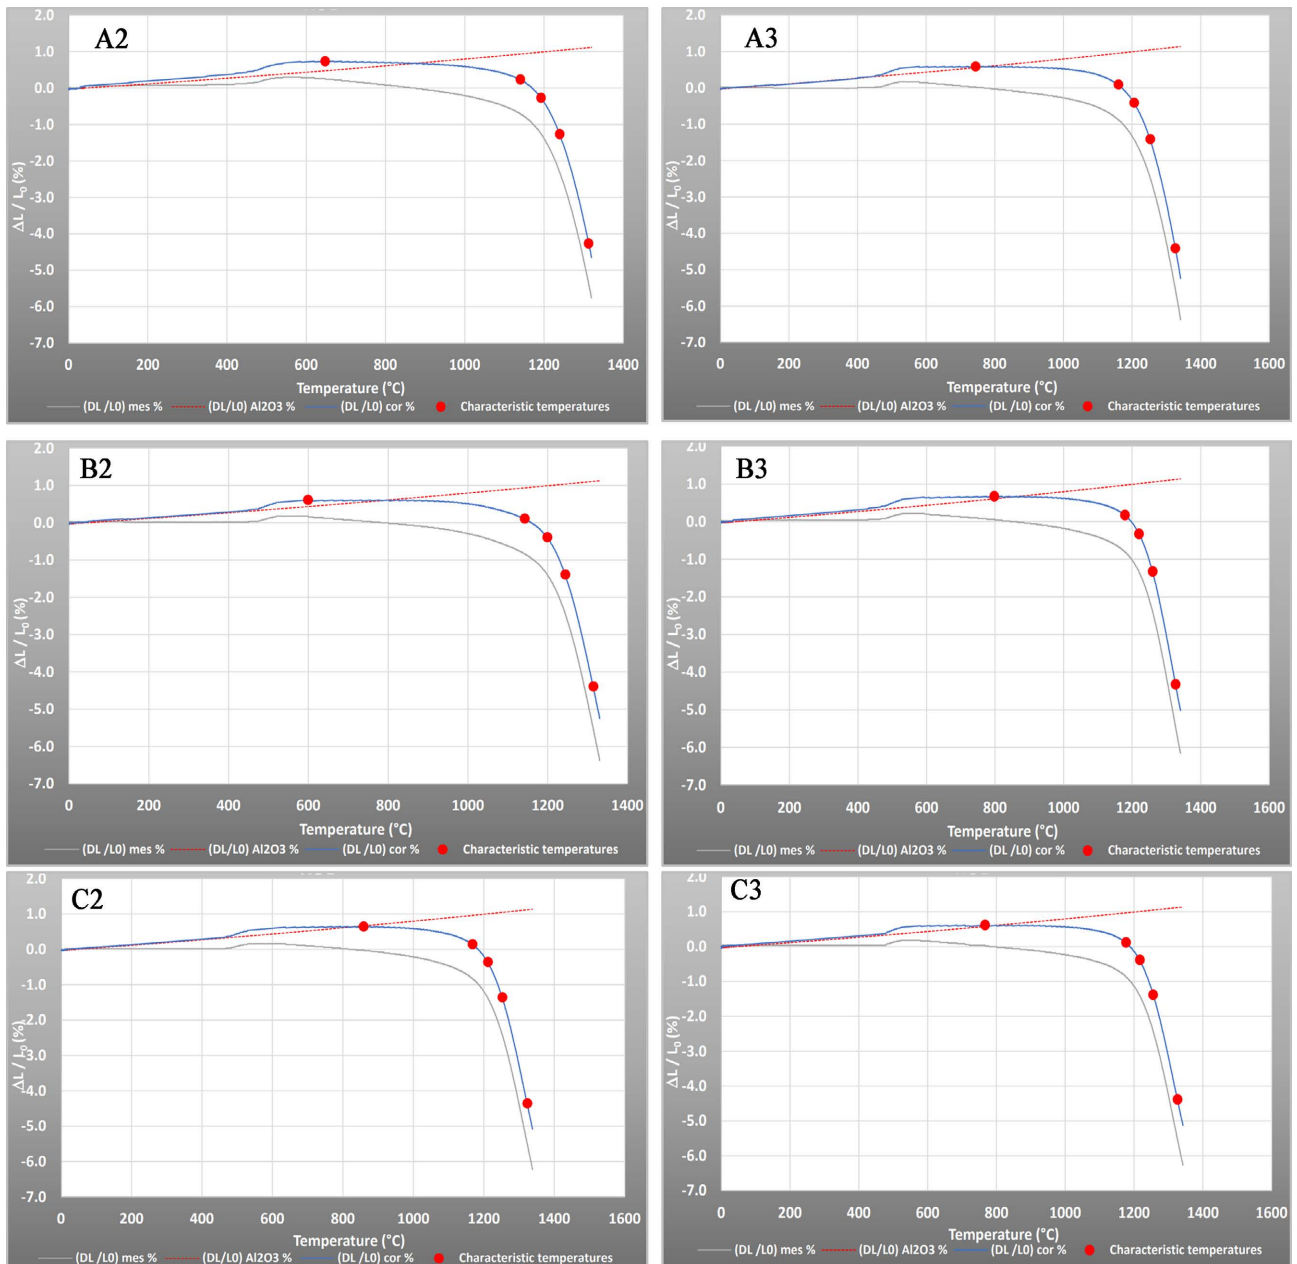 A2
2.0
1.0
0.0
-1.0
-2.0
-3.0
-4.0
-5.0
-6.0
-7.0
ΔL / L0 (%)
0 200 400 600 800 1000 1200 1400
Temperature (°C)
(DL /L0) mes % (DL/L0) Al2O3 % (DL /L0) cor % Characteristic temperatures
A3
2.0
1.0
0.0
-1.0
-2.0
-3.0
-4.0
-5.0
-6.0
-7.0
ΔL / L0 (%)
0 200 400 600 800 1000 1200 1400 1600
Temperature (°C)
(DL /L0) mes % (DL/L0) Al2O3 % (DL /L0) cor % Characteristic temperatures
B2
2.0
1.0
0.0
-1.0
-2.0
-3.0
-4.0
-5.0
-6.0
-7.0
ΔL / L0 (%)
0 200 400 600 800 1000 1200 1400
Temperature (°C)
(DL /L0) mes % (DL/L0) Al2O3 % (DL /L0) cor % Characteristic temperatures
B3
2.0
1.0
0.0
-1.0
-2.0
-3.0
-4.0
-5.0
-6.0
-7.0
ΔL / L0 (%)
0 200 400 600 800 1000 1200 1400 1600
Temperature (°C)
(DL /L0) mes % (DL/L0) Al2O3 % (DL /L0) cor % Characteristic temperatures
C2
2.0
1.0
0.0
-1.0
-2.0
-3.0
-4.0
-5.0
-6.0
-7.0
ΔL / L0 (%)
0 200 400 600 800 1000 1200 1400 1600
Temperature (°C)
(DL /L0) mes % (DL/L0) Al2O3 % (DL /L0) cor % Characteristic temperatures
C3
2.0
1.0
0.0
-1.0
-2.0
-3.0
-4.0
-5.0
-6.0
-7.0
ΔL / L0 (%)
0 200 400 600 800 1000 1200 1400 1600
Temperature (°C)
(DL /L0) mes % (DL/L0) Al2O3 % (DL /L0) cor % Characteristic temperatures